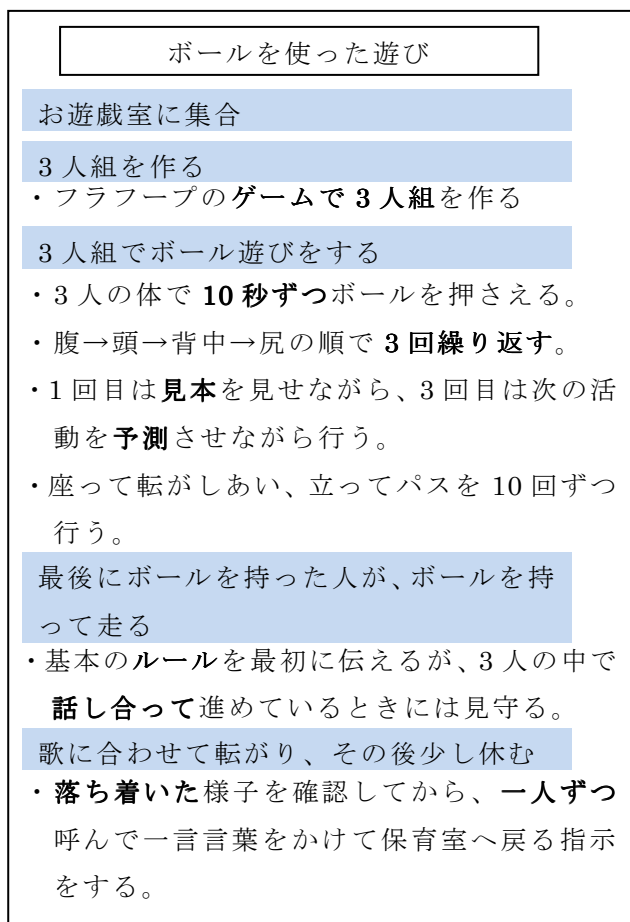 ボールを使った遊び
お遊戯室に集合
3人組を作る
・フラフープのゲームで3人組を作る
3人組でボール遊びをする
・3人の体で10秒ずつボールを押さえる。
・腹→頭→背中→尻の順で3回繰り返す。
・1回目は見本を見せながら、3回目は次の活
動を予測させながら行う。
・座って転がしあい、立ってパスを10回ずつ
行う。
最後にボールを持った人が、ボールを持
って走る
・基本のルールを最初に伝えるが、3人の中で
話し合って進めているときには見守る。
歌に合わせて転がり、その後少し休む
・落ち着いた様子を確認してから、一人ずつ
呼んで一言言葉をかけて保育室へ戻る指示
をする。